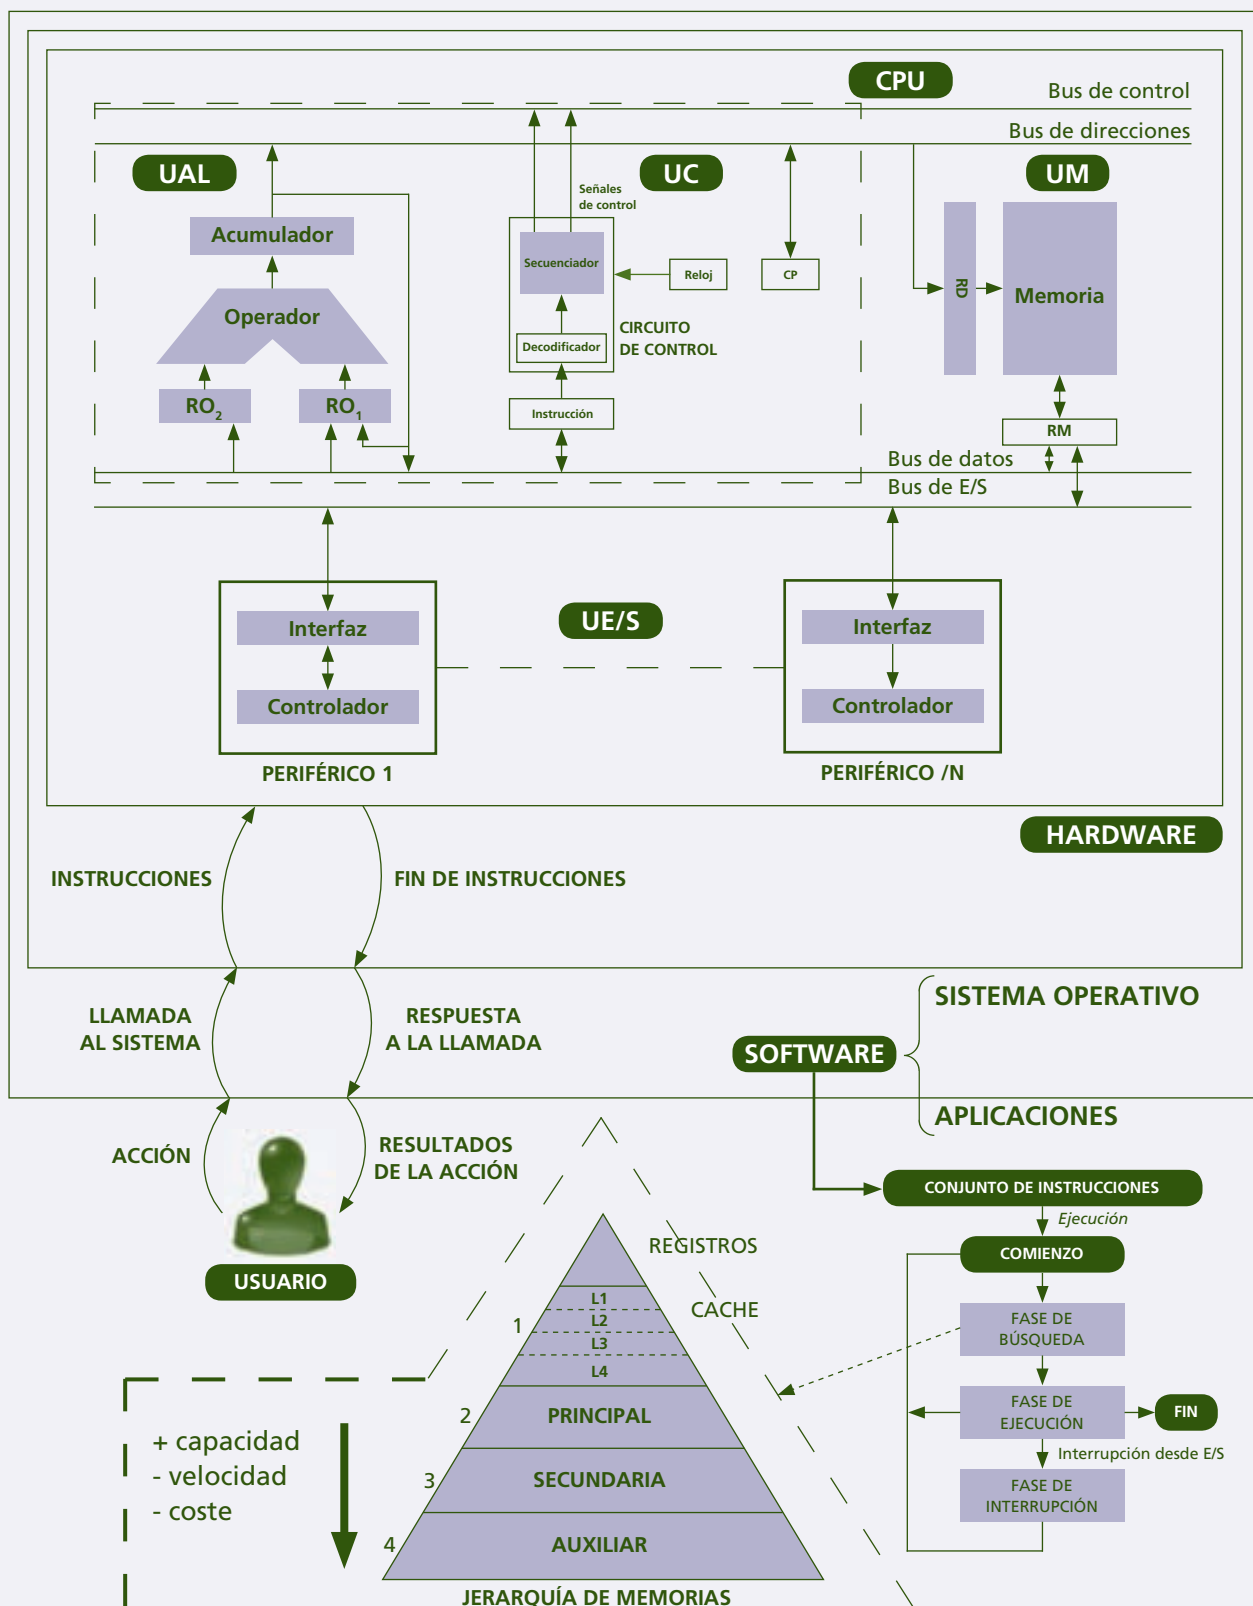 CPU
Bus de control
Bus de direcciones
UAL
UC
UM
Señales
de control
Acumulador
Secuenciador
Reloj
CP
RD
Memoria
Operador
CIRCUITO
DE CONTROL
Decodificador
RO2
RO1
Instrucción
RM
Bus de datos
Bus de E/S
UE/S
Interfaz
Controlador
PERIFÉRICO 1
Interfaz
Controlador
PERIFÉRICO /N
HARDWARE
INSTRUCCIONES
FIN DE INSTRUCCIONES
LLAMADA
AL SISTEMA
RESPUESTA
A LA LLAMADA
SISTEMA OPERATIVO
SOFTWARE
APLICACIONES
ACCIÓN
RESULTADOS
DE LA ACCIÓN
USUARIO
CONJUNTO DE INSTRUCCIONES
Ejecución
COMIENZO
FASE DE
BÚSQUEDA
FASE DE
EJECUCIÓN
FIN
Interrupción desde E/S
FASE DE
INTERRUPCIÓN
REGISTROS
CACHE
1
L1
L2
L3
L4
2
PRINCIPAL
3
SECUNDARIA
4
AUXILIAR
JERARQUÍA DE MEMORIAS
+ capacidad
- velocidad
- coste